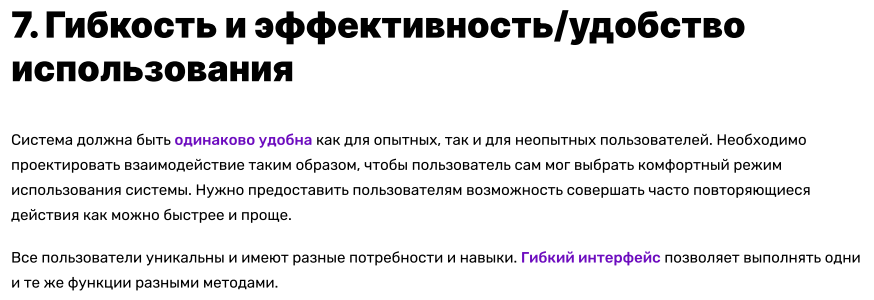 7. Гибкость и эффективность/удобство
использования
Система должна быть одинаково удобна как для опытных, так и для неопытных пользователей. Необходимо
проектировать взаимодействие таким образом, чтобы пользователь сам мог выбрать комфортный режим
использования системы. Нужно предоставить пользователям возможность совершать часто повторяющиеся
действия как можно быстрее и проще.
Все пользователи уникальны и имеют разные потребности и навыки. Гибкий интерфейс позволяет выполнять одни
и те же функции разными методами.